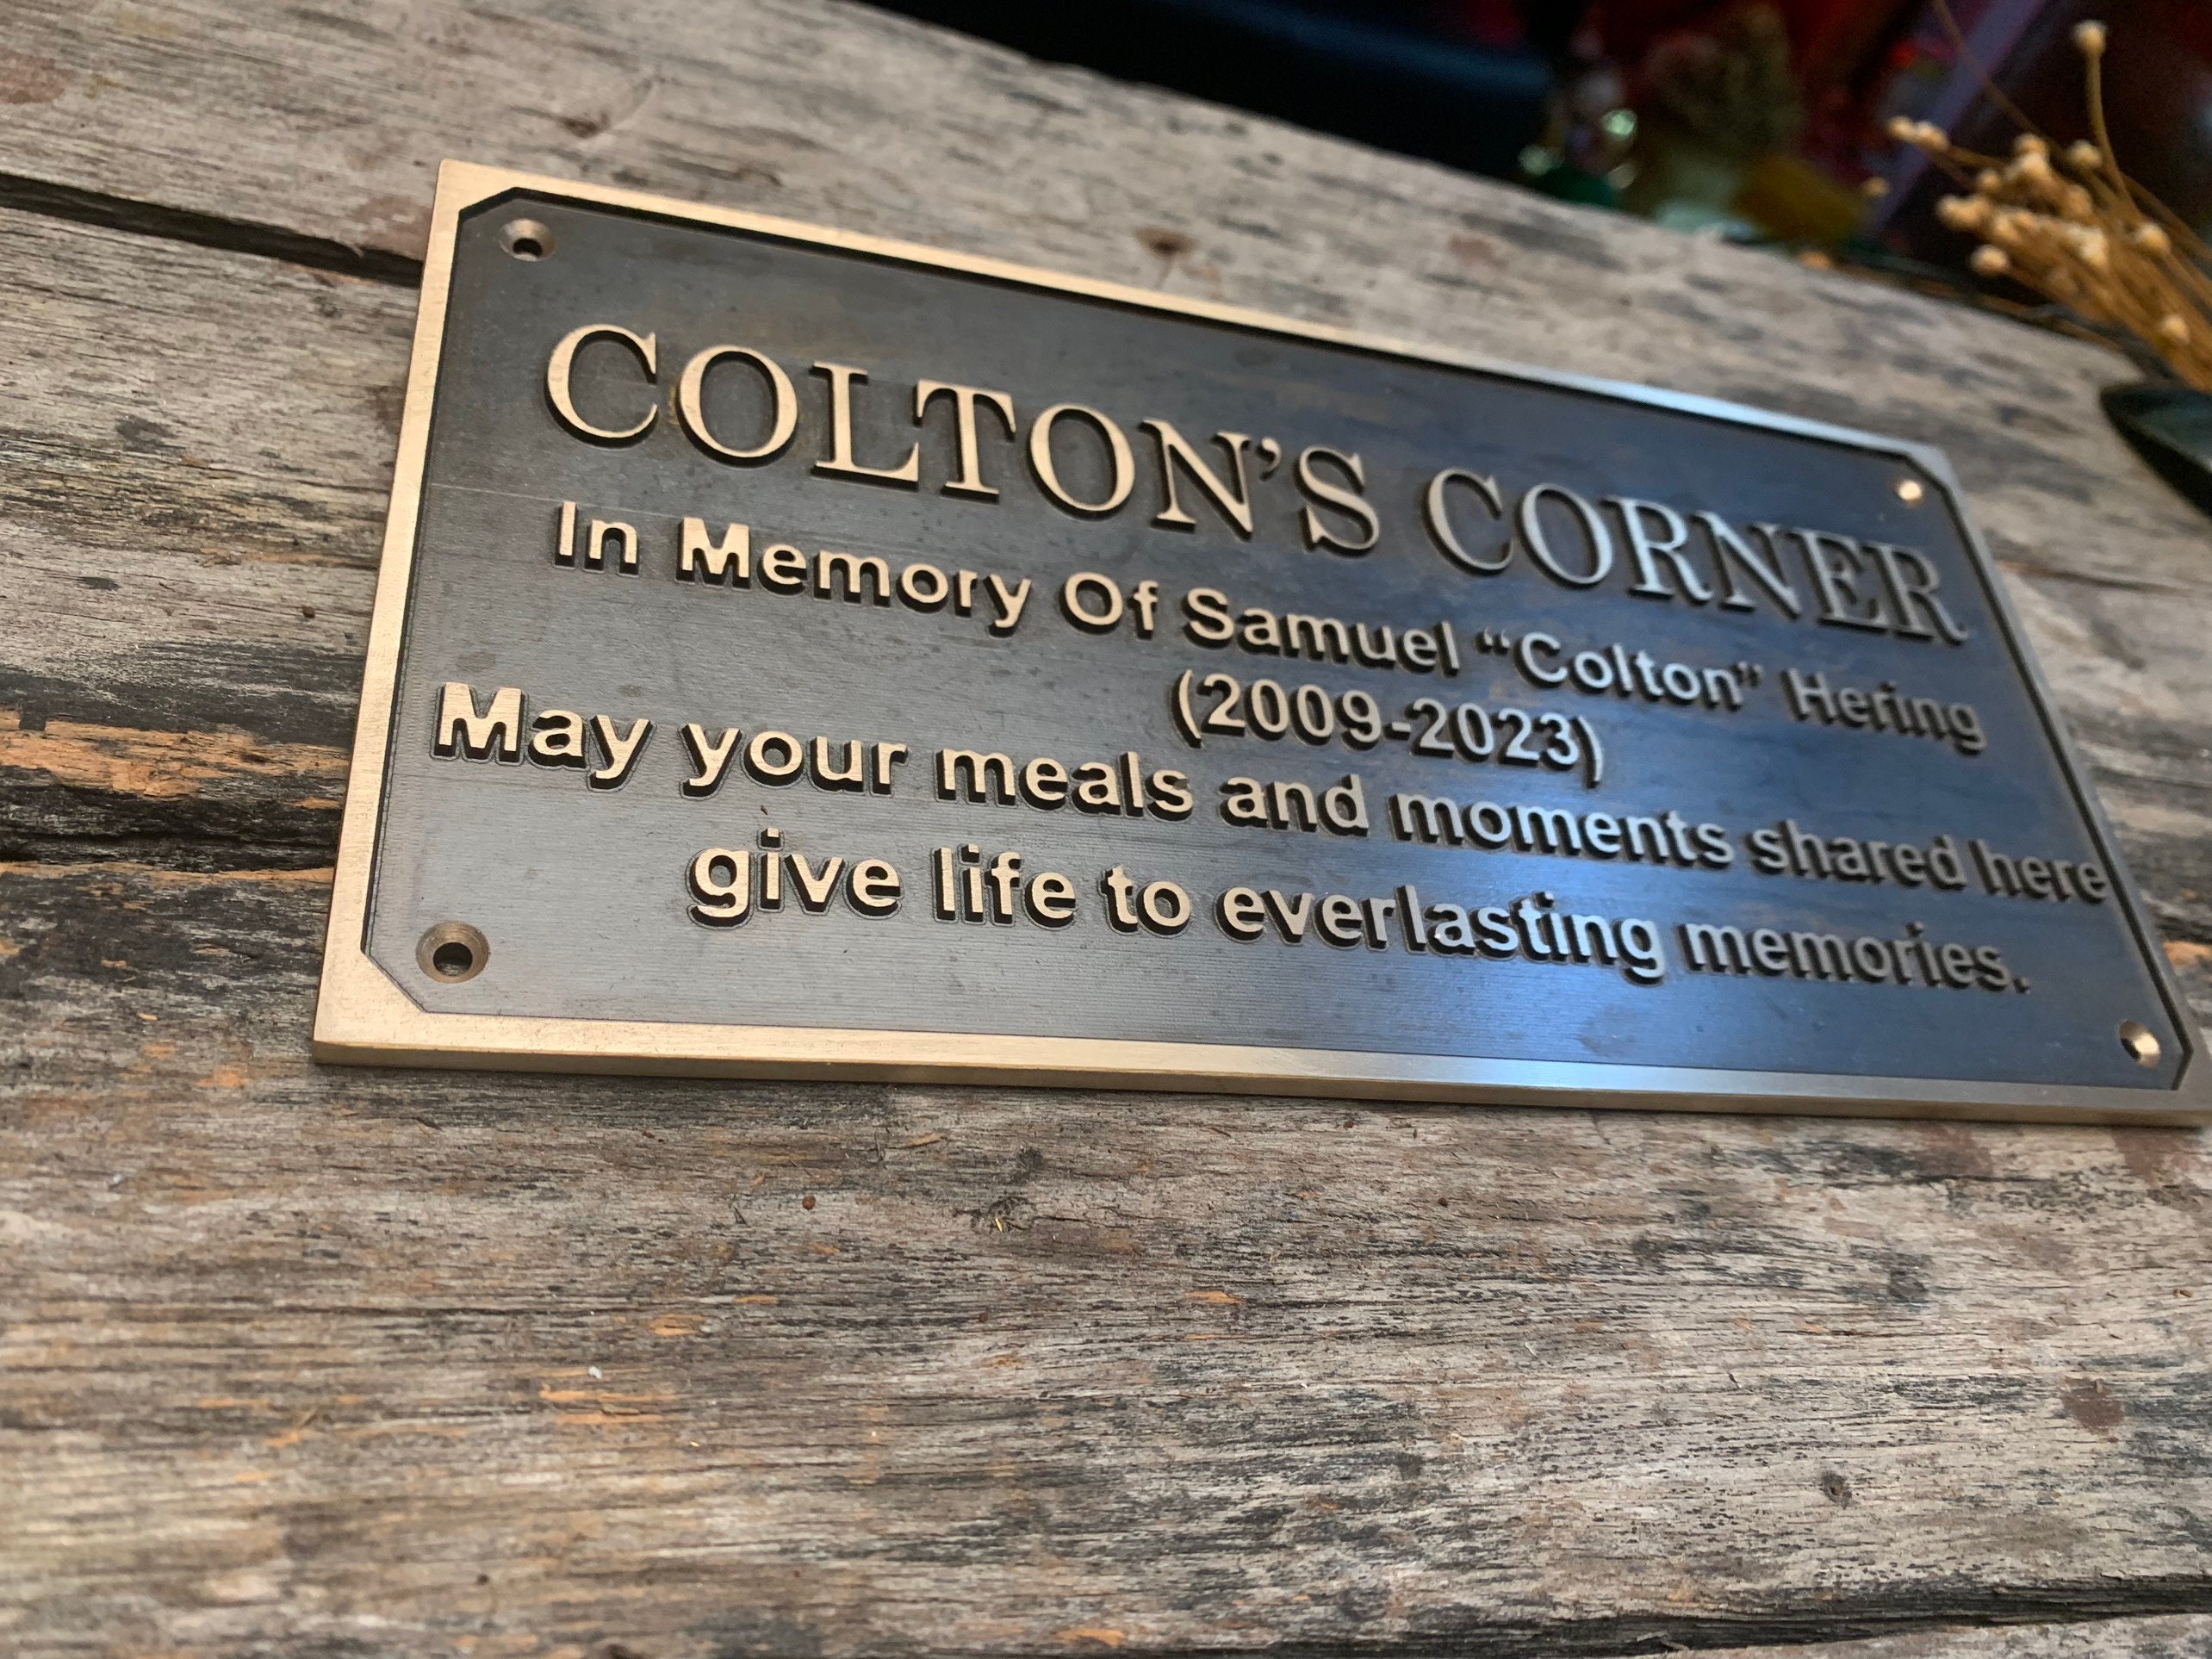 COLTON’S CORNER
In Memory Of Samuel “Colton” Hering
(2009-2023)
May your meals and moments shared here
give life to everlasting memories.